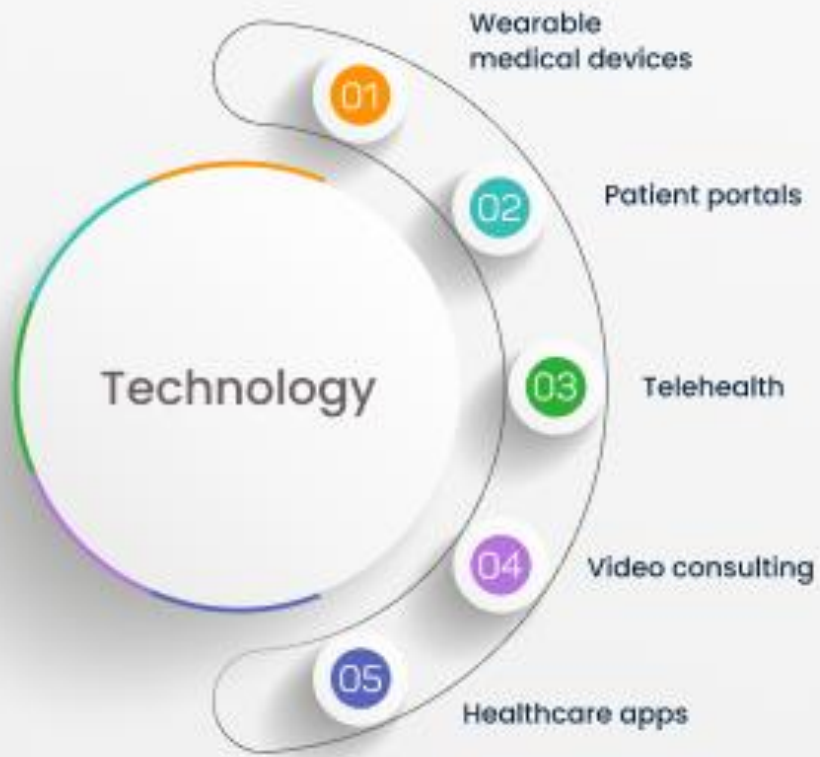 Wearable
medical devices
01
02
Patient portals
Technology
03
Telehealth
04
Video consulting
05
Healthcare apps